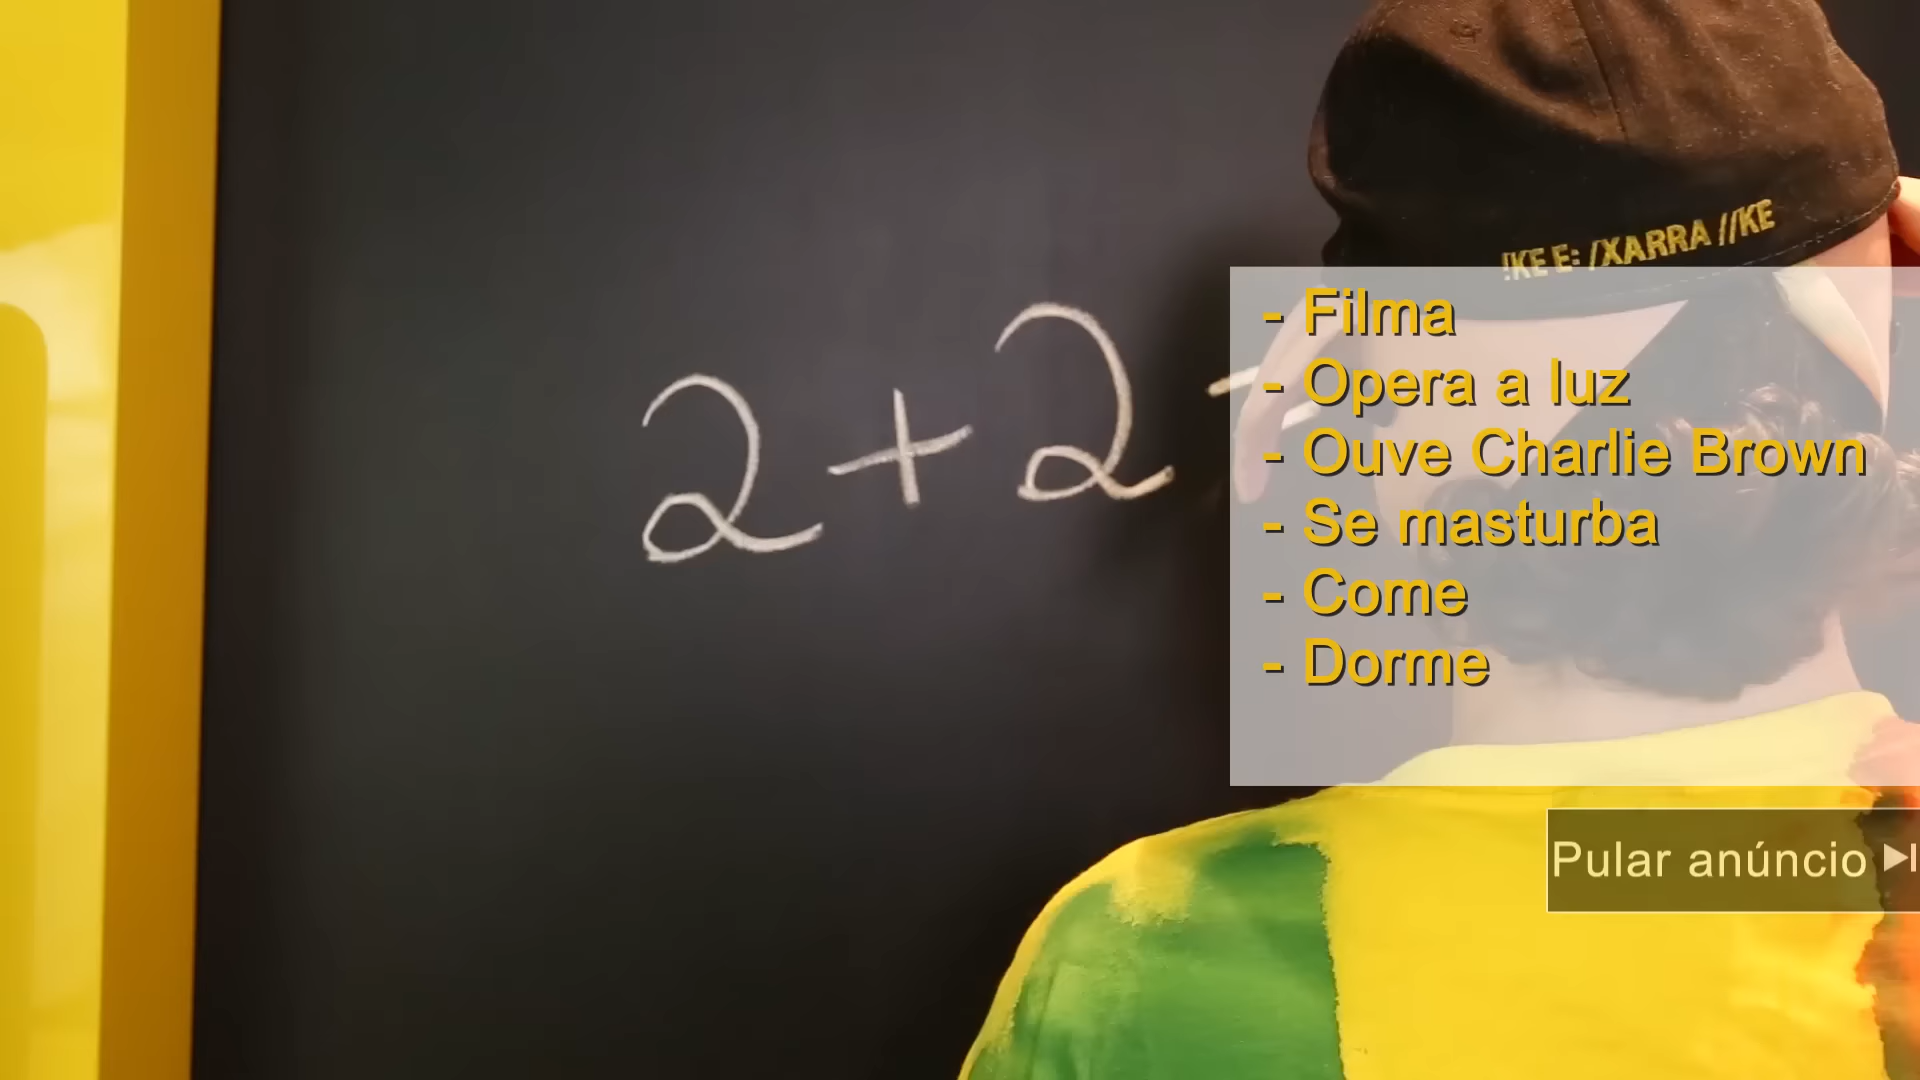 !KE E: /XARRA //KE
2+2
- Filma
- Opera a luz
- Ouve Charlie Brown
- Se masturba
- Come
- Dorme
Pular anúncio